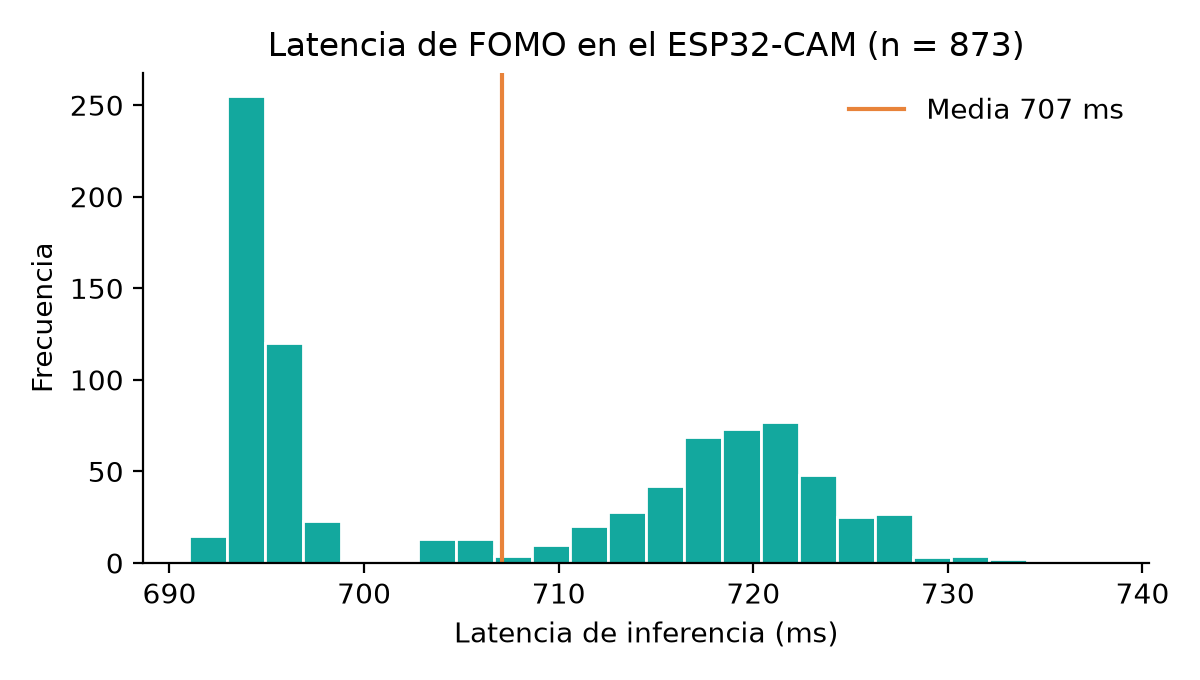 Latencia de FOMO en el ESP32-CAM (n = 873)
Media 707 ms
Frecuencia
250
200
150
100
50
0
690 700 710 720 730 740
Latencia de inferencia (ms)